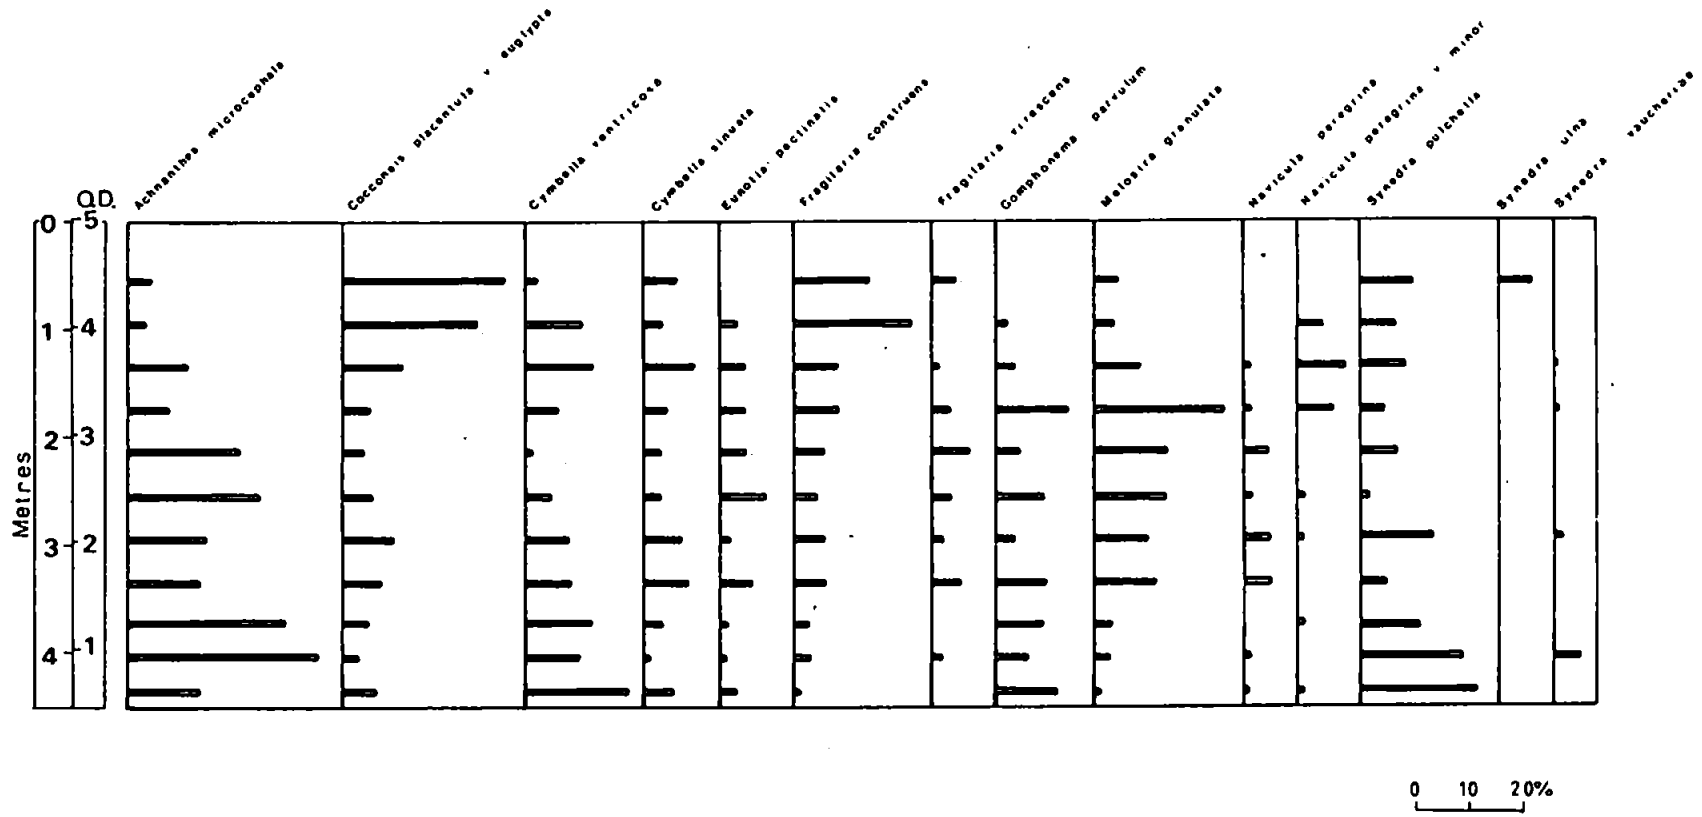 Achnanthes microcephala
Cocconeis placentula v euglypta
Cymbella ventricosa
Cymbella sinuata
Eunotia pectinalis
Fragilaria construens
Fragilaria virescens
Gomphonema parvulum
Melosira granulata
Navicula peregrina
Navicula peregrina v minor
Synedra pulchella
Synedra ulna
Synedra vaucheriae
O.D.
0 5
1 4
2 3
3 2
4 1
Metres
0 10 20%